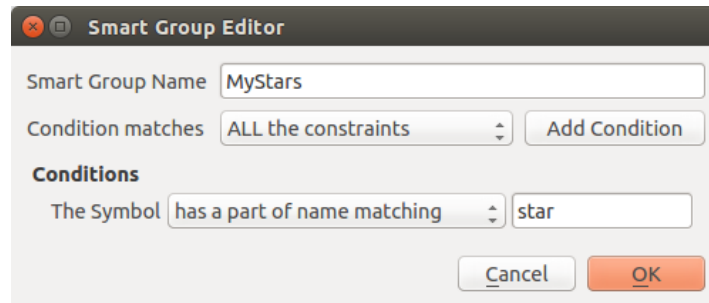 Smart Group Editor
Smart Group Name MyStars
Condition matches ALL the constraints Add Condition
Conditions
The Symbol has a part of name matching star
Cancel OK